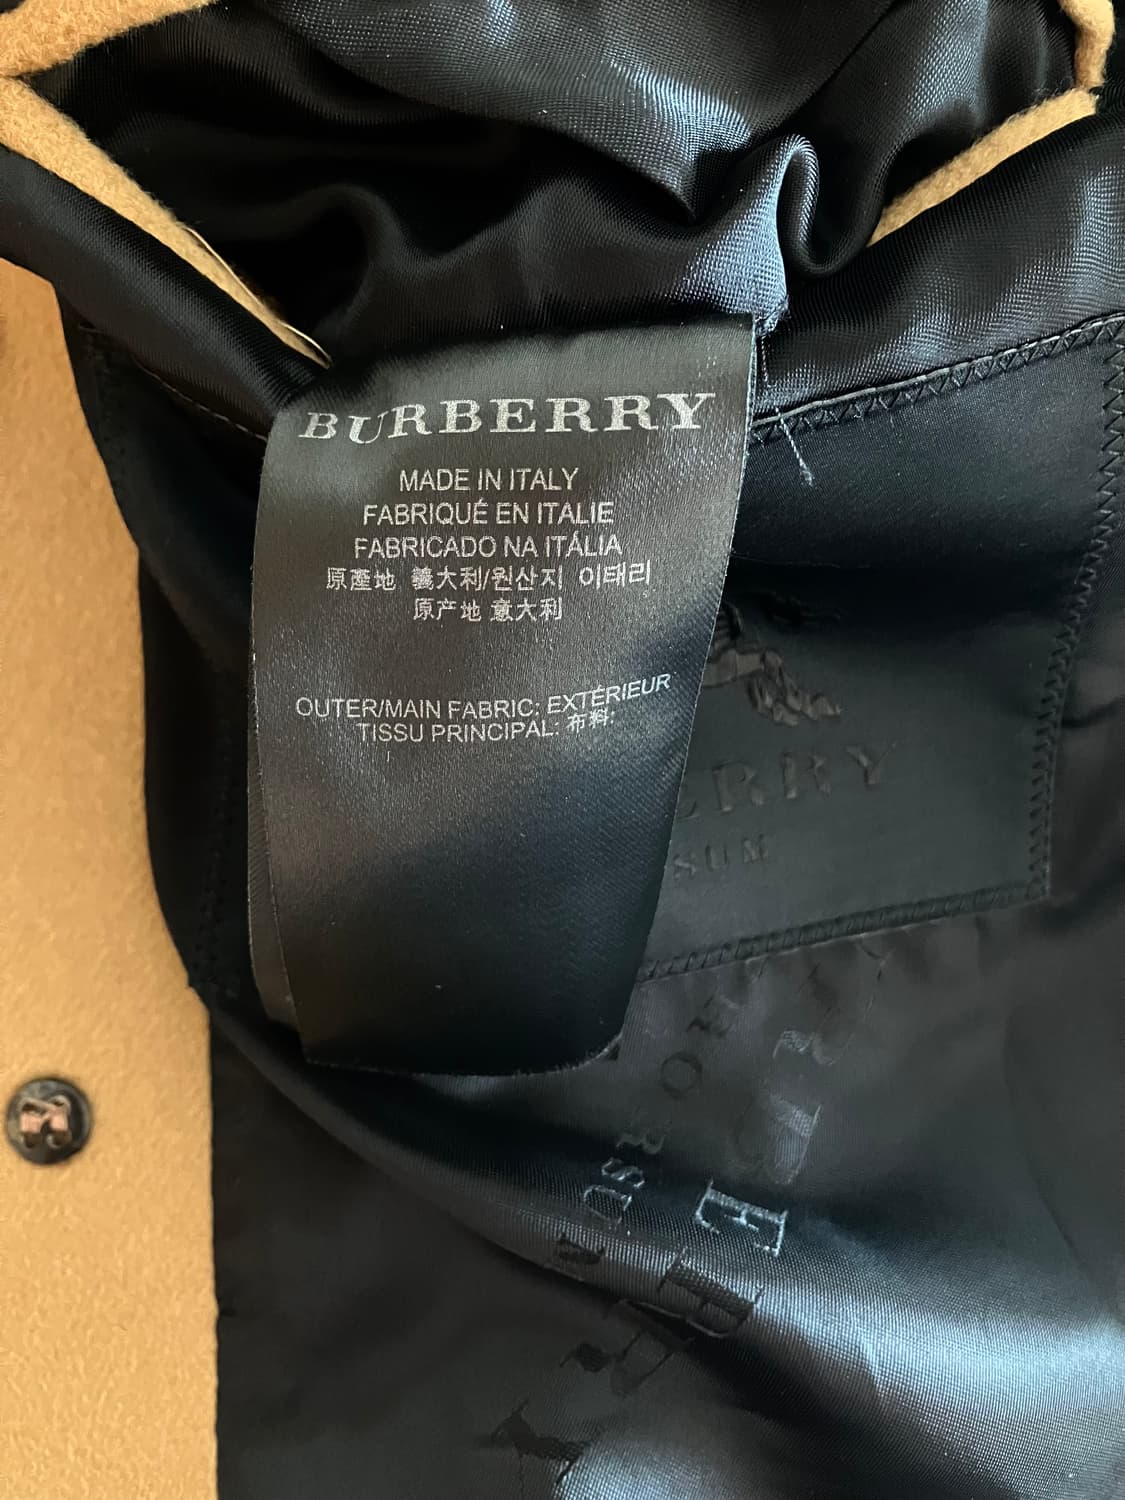 BURBERRY
MADE IN ITALY
FABRIQUÉ EN ITALIE
FABRICADO NA ITÁLIA
原產地 義大利/원산지 이태리
原产地 意大利
OUTER/MAIN FABRIC: EXTÉRIEUR
TISSU PRINCIPAL: 布料: